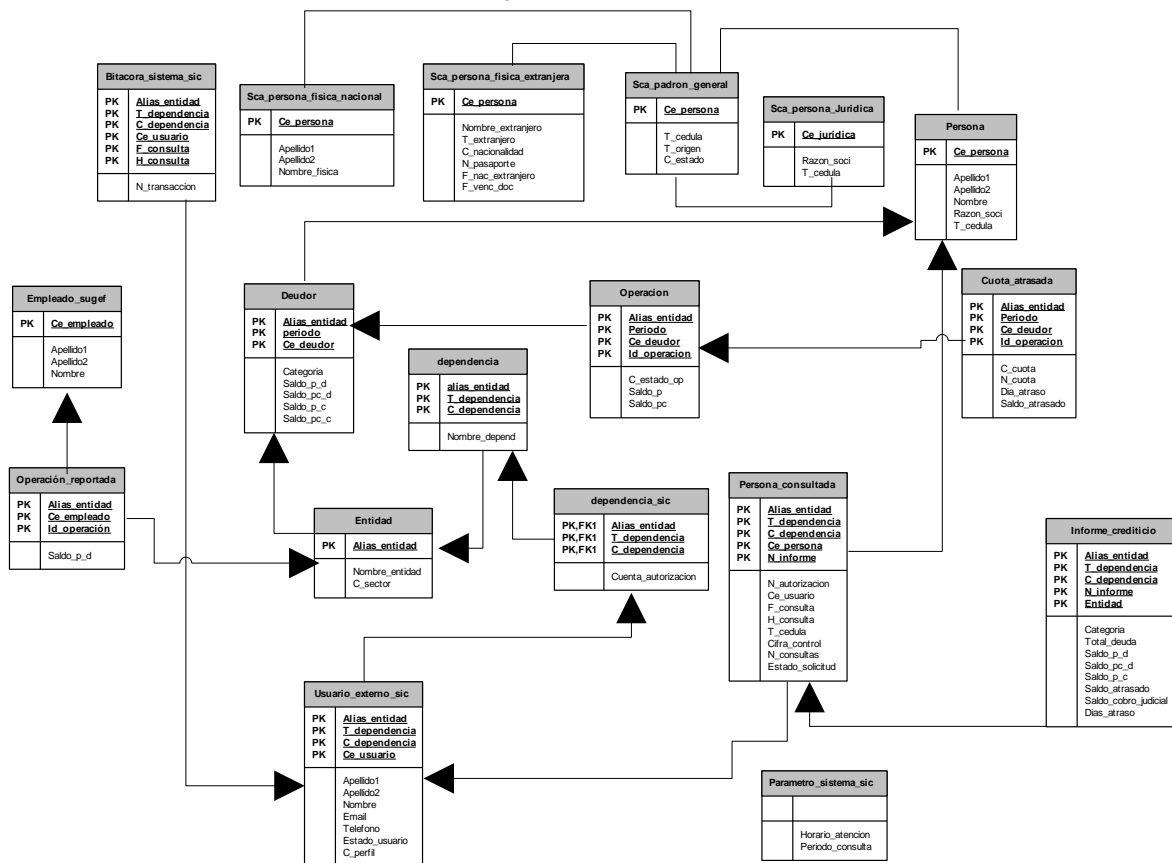 Bitacora_sistema_sic
PK Alias_entidad
PK T_dependencia
PK C_dependencia
PK Ce_usuario
PK F_consulta
PK H_consulta
N_transaccion
Sca_persona_fisica_nacional
PK Ce_persona
Apellido1
Apellido2
Nombre_fisica
Sca_persona_fisica_extranjera
PK Ce_persona
Nombre_extranjero
T_extranjero
C_nacionalidad
N_pasaporte
F_nac_extranjero
F_venc_doc
Sca_padron_general
PK Ce_persona
T_cedula
T_origen
C_estado
Sca_persona_Juridica
PK Ce_juridica
Razon_soci
T_cedula
Persona
PK Ce_persona
Apellido1
Apellido2
Nombre
Razon_soci
T_cedula
Empleado_sugef
PK Ce_empleado
Apellido1
Apellido2
Nombre
Deudor
PK Alias_entidad
PK periodo
PK Ce_deudor
Categoria
Saldo_p_d
Saldo_pc_d
Saldo_p_c
Saldo_pc_c
dependencia
PK alias_entidad
PK T_dependencia
PK C_dependencia
Nombre_depend
Operacion
PK Alias_entidad
PK Periodo
PK Ce_deudor
PK Id_operacion
C_estado_op
Saldo_p
Saldo_pc
Cuota_atrasada
PK Alias_entidad
PK Periodo
PK Ce_deudor
PK Id_operacion
C_cuota
N_cuota
Dia_atraso
Saldo_atrasado
Operación_reportada
PK Alias_entidad
PK Ce_empleado
PK Id_operación
Saldo_p_d
Entidad
PK Alias_entidad
Nombre_entidad
C_sector
dependencia_sic
PK,FK1 Alias_entidad
PK,FK1 T_dependencia
PK,FK1 C_dependencia
Cuenta_autorizacion
Persona_consultada
PK Alias_entidad
PK T_dependencia
PK C_dependencia
PK Ce_persona
PK N_informe
N_autorizacion
Ce_usuario
F_consulta
H_consulta
T_cedula
Cifra_control
N_consultas
Estado_solicitud
Informe_crediticio
PK Alias_entidad
PK T_dependencia
PK C_dependencia
PK N_informe
PK Entidad
Categoria
Total_deuda
Saldo_p_d
Saldo_pc_d
Saldo_p_c
Saldo_atrasado
Saldo_cobro_judicial
Dias_atraso
Usuario_externo_sic
PK Alias_entidad
PK T_dependencia
PK C_dependencia
PK Ce_usuario
Apellido1
Apellido2
Nombre
Email
Telefono
Estado_usuario
C_perfil
Parametro_sistema_sic
Horario_atencion
Periodo_consulta